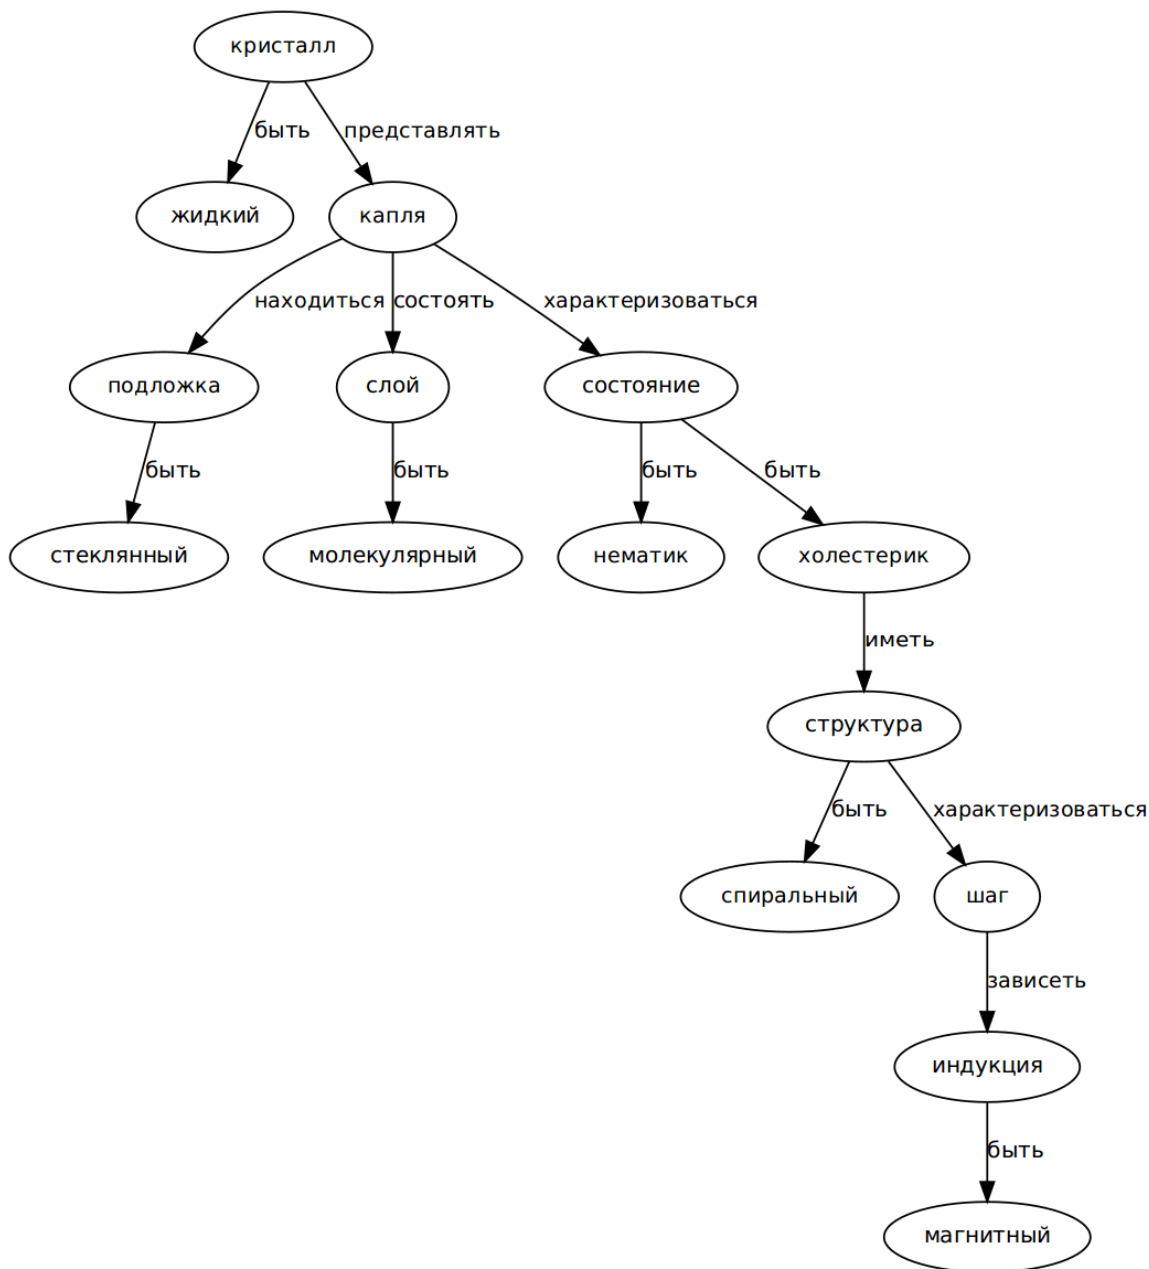 кристалл
быть
представлять
жидкий
капля
находиться
состоять
характеризоваться
подложка
слой
состояние
быть
быть
быть
быть
стеклянный
молекулярный
нематик
холестерик
иметь
структура
быть
характеризоваться
спиральный
шаг
зависеть
индукция
быть
магнитный